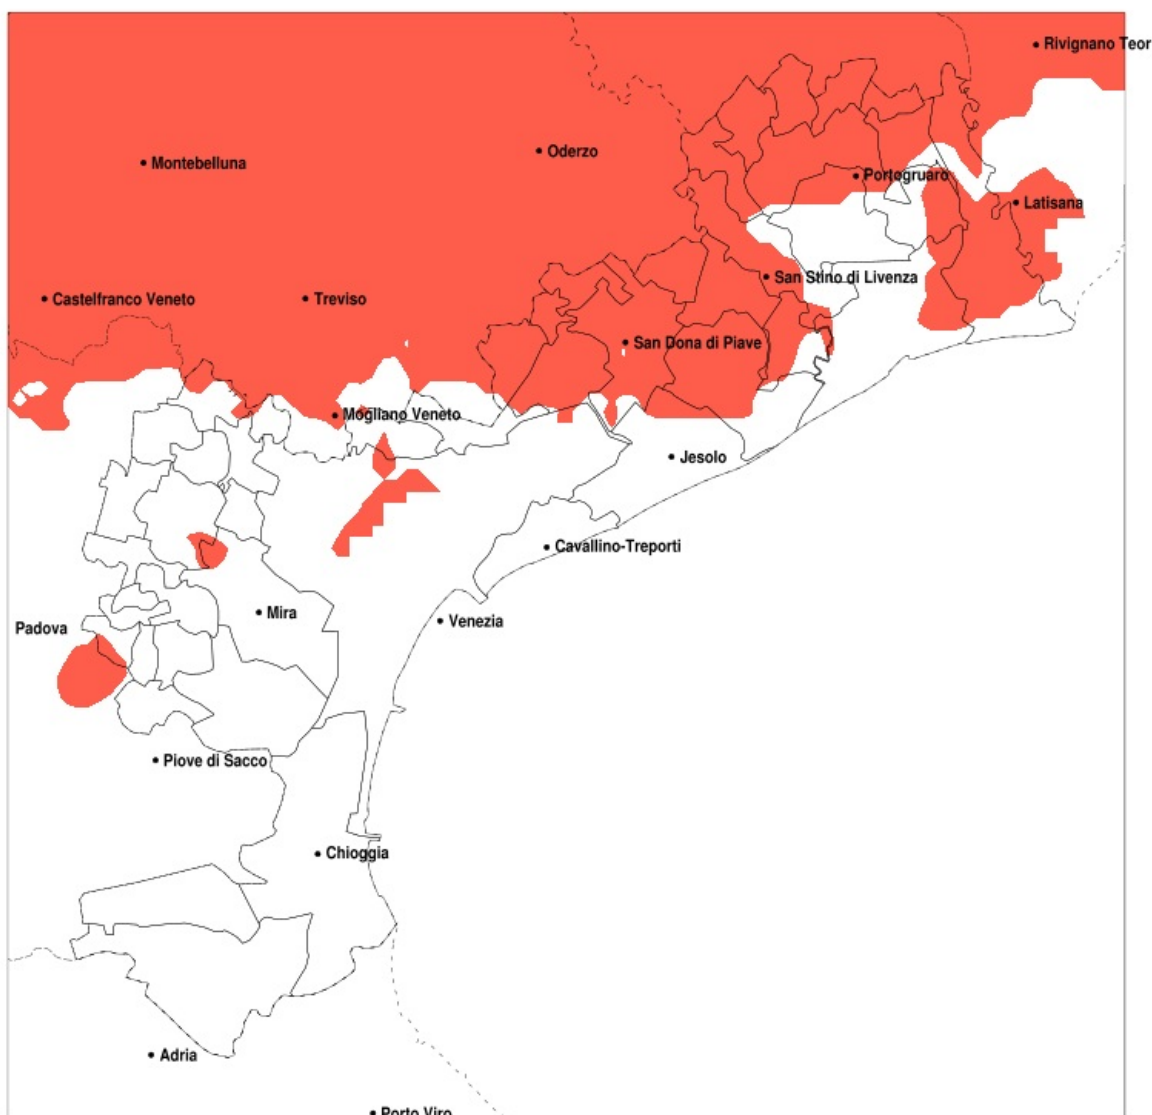 Rivignano Teor
Oderzo
Montebelluna
Portogruaro
Latisana
San Stino di Livenza
Castelfranco Veneto
Treviso
San Dona di Piave
Mogliano Veneto
Jesolo
Cavallino-Treporti
Mira
Venezia
Padova
Piove di Sacco
Chioggia
Adria
Porto Viro